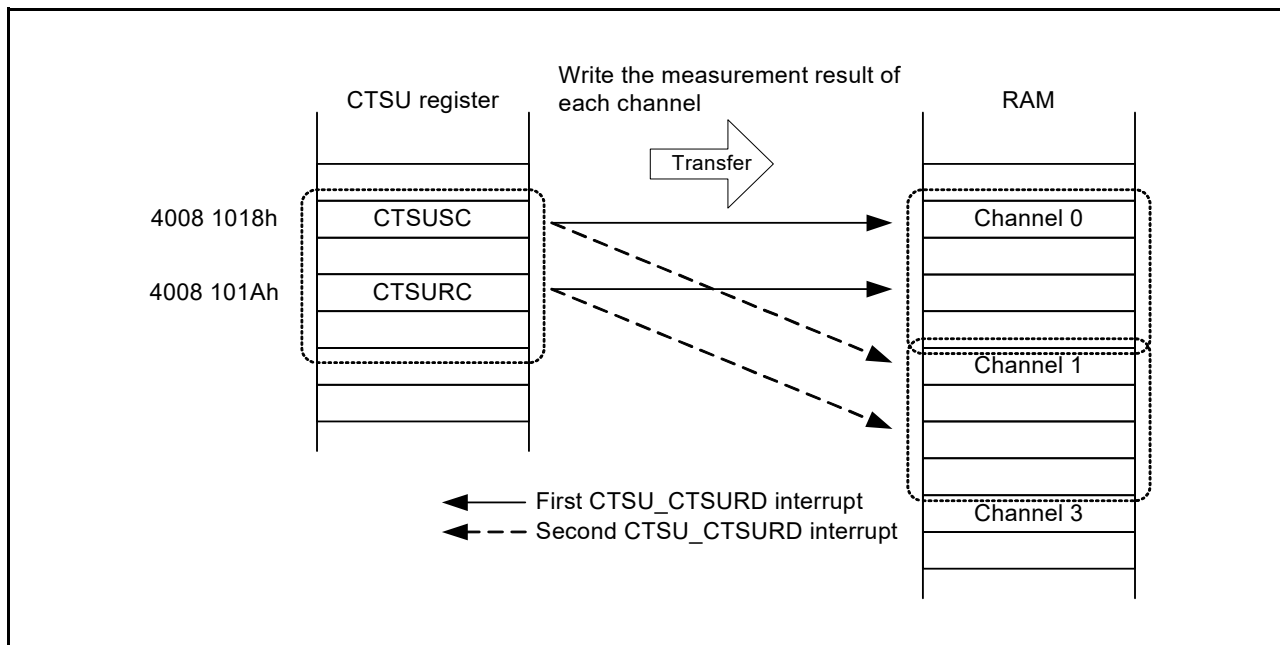 Write the measurement result of
each channel
CTSU register
RAM
Transfer
4008 1018h
CTSUSC
Channel 0
4008 101Ah
CTSURC
Channel 1
First CTSU_CTSURD interrupt
Second CTSU_CTSURD interrupt
Channel 3